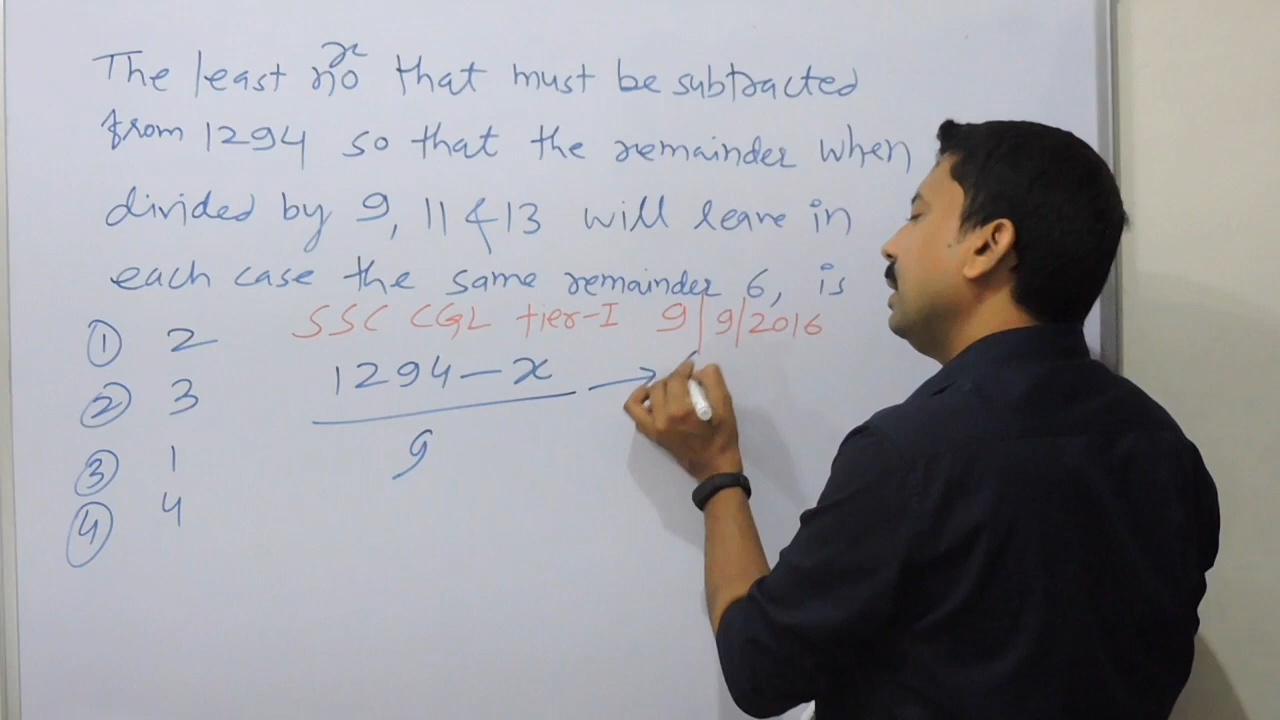 The least no that must be subtracted
x
from 1294 so that the remainder when
divided by 9, 11 & 13 will leave in
each case the same remainder 6, is
SSC CGL tier-I 9/9/2016
① 2
② 3
③ 1
④ 4
1294 - x →
9